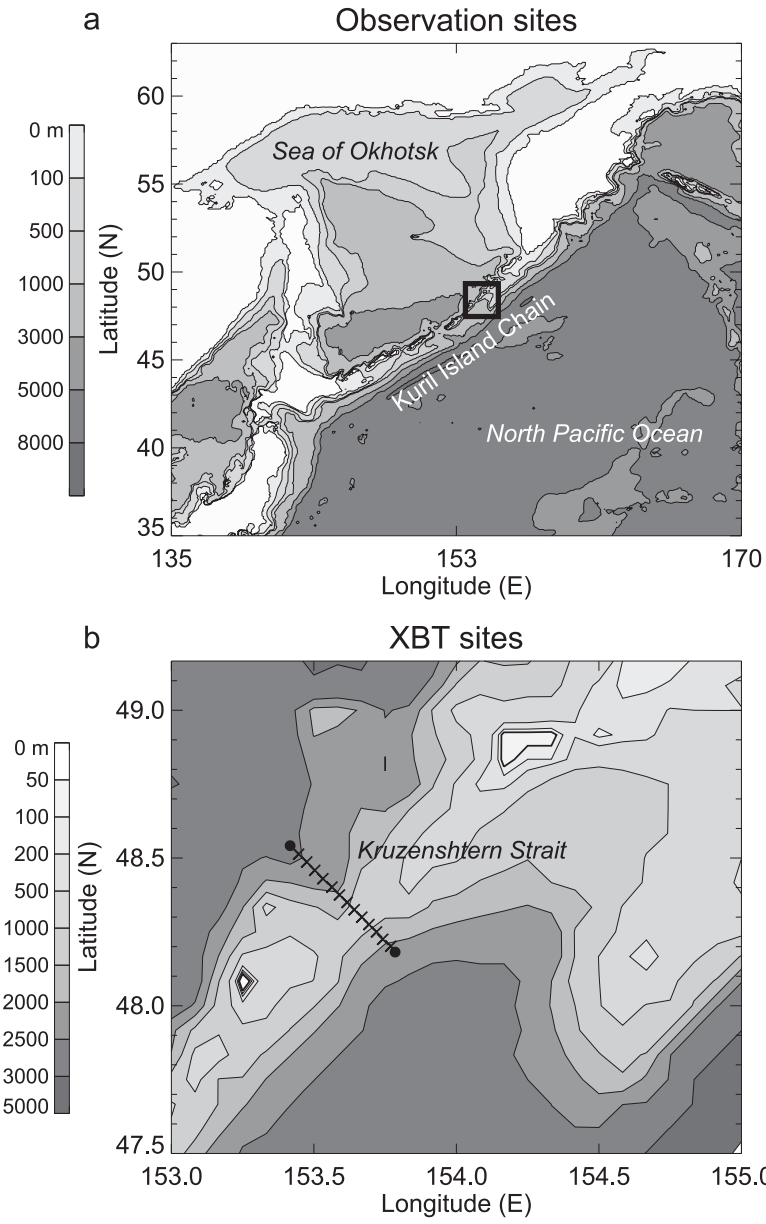 a
Observation sites
0 m
100
500
1000
3000
5000
8000
Latitude (N)
60
55
50
45
40
35
Sea of Okhotsk
Kuril Island Chain
North Pacific Ocean
135
153
170
Longitude (E)
b
XBT sites
0 m
50
100
200
500
1000
1500
2000
2500
3000
5000
Latitude (N)
49.0
48.5
48.0
47.5
Kruzenshtern Strait
153.0
153.5
154.0
154.5
155.0
Longitude (E)